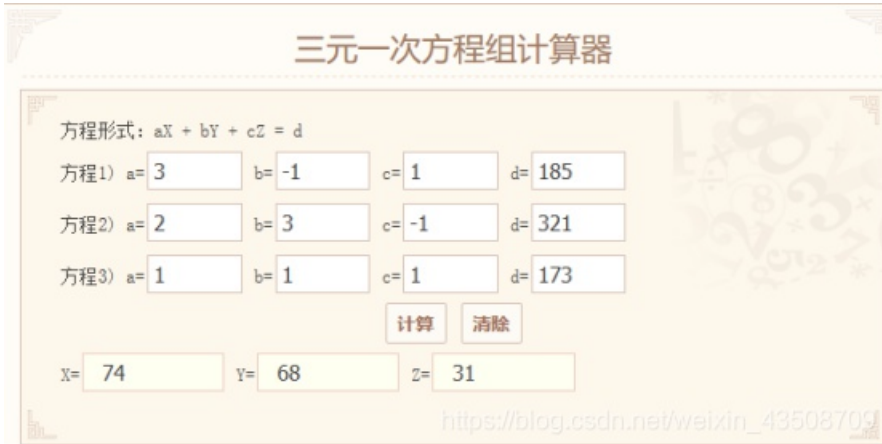 三元一次方程组计算器
方程形式：aX + bY + cZ = d
方程1) a= 3 b= -1 c= 1 d= 185
方程2) a= 2 b= 3 c= -1 d= 321
方程3) a= 1 b= 1 c= 1 d= 173
计算 清除
X= 74 Y= 68 Z= 31
https://blog.csdn.net/weixin_43508709